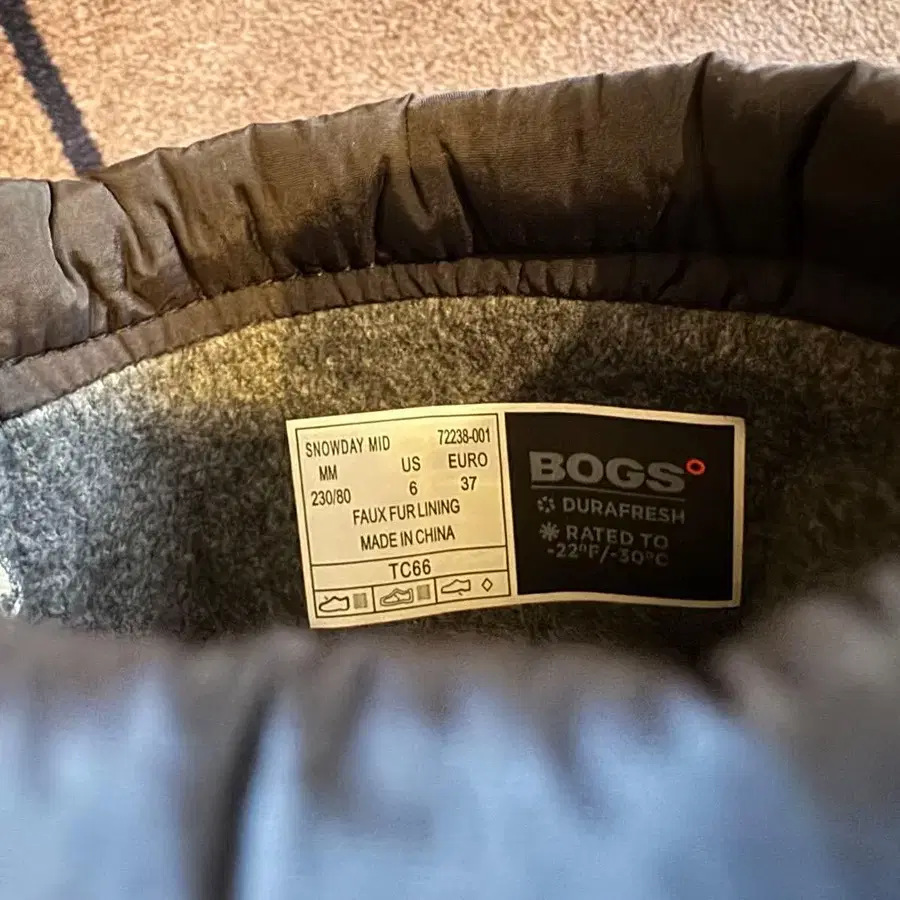 SNOWDAY MID 72238-001
MM US EURO
230/80 6 37
FAUX FUR LINING
MADE IN CHINA
TC66
BOGS
DURAFRESH
RATED TO
-22°F/-30°C